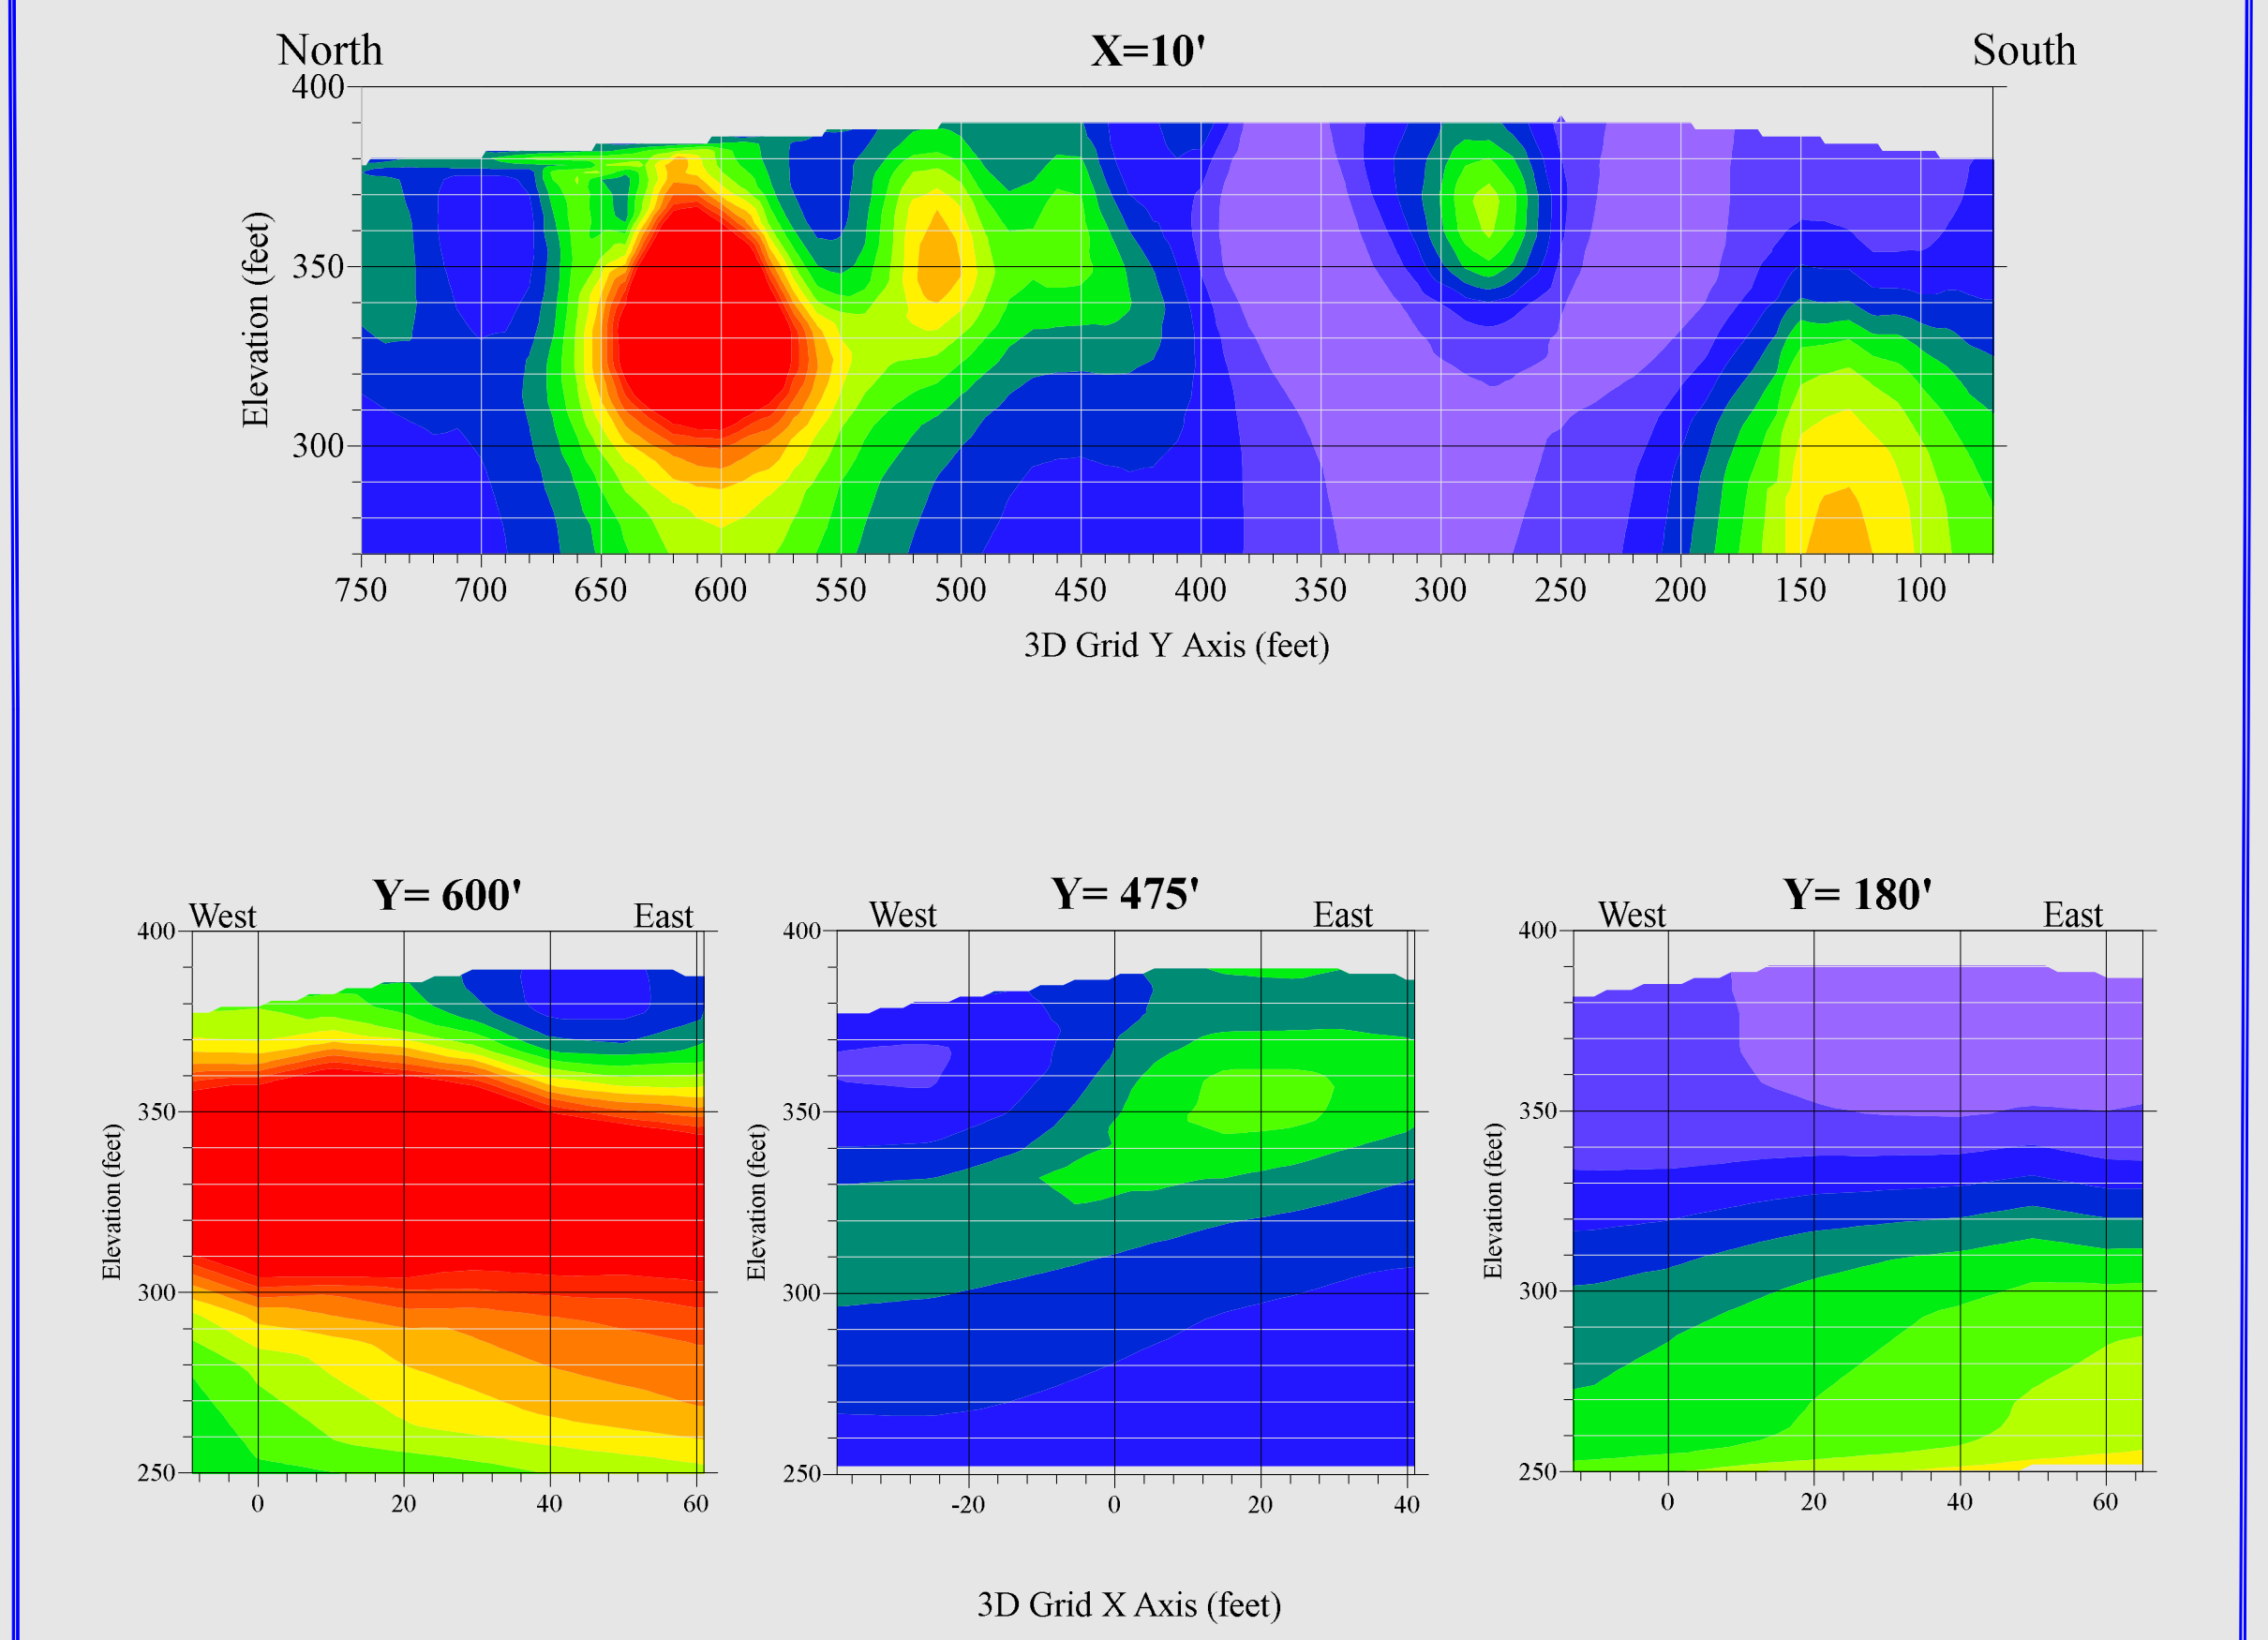 North X=10' South
400
350
300
Elevation (feet)
750 700 650 600 550 500 450 400 350 300 250 200 150 100
3D Grid Y Axis (feet)
Y= 600'
West East
400
350
300
250
Elevation (feet)
0 20 40 60
Y= 475'
West East
400
350
300
250
Elevation (feet)
-20 0 20 40
Y= 180'
West East
400
350
300
250
Elevation (feet)
0 20 40 60
3D Grid X Axis (feet)